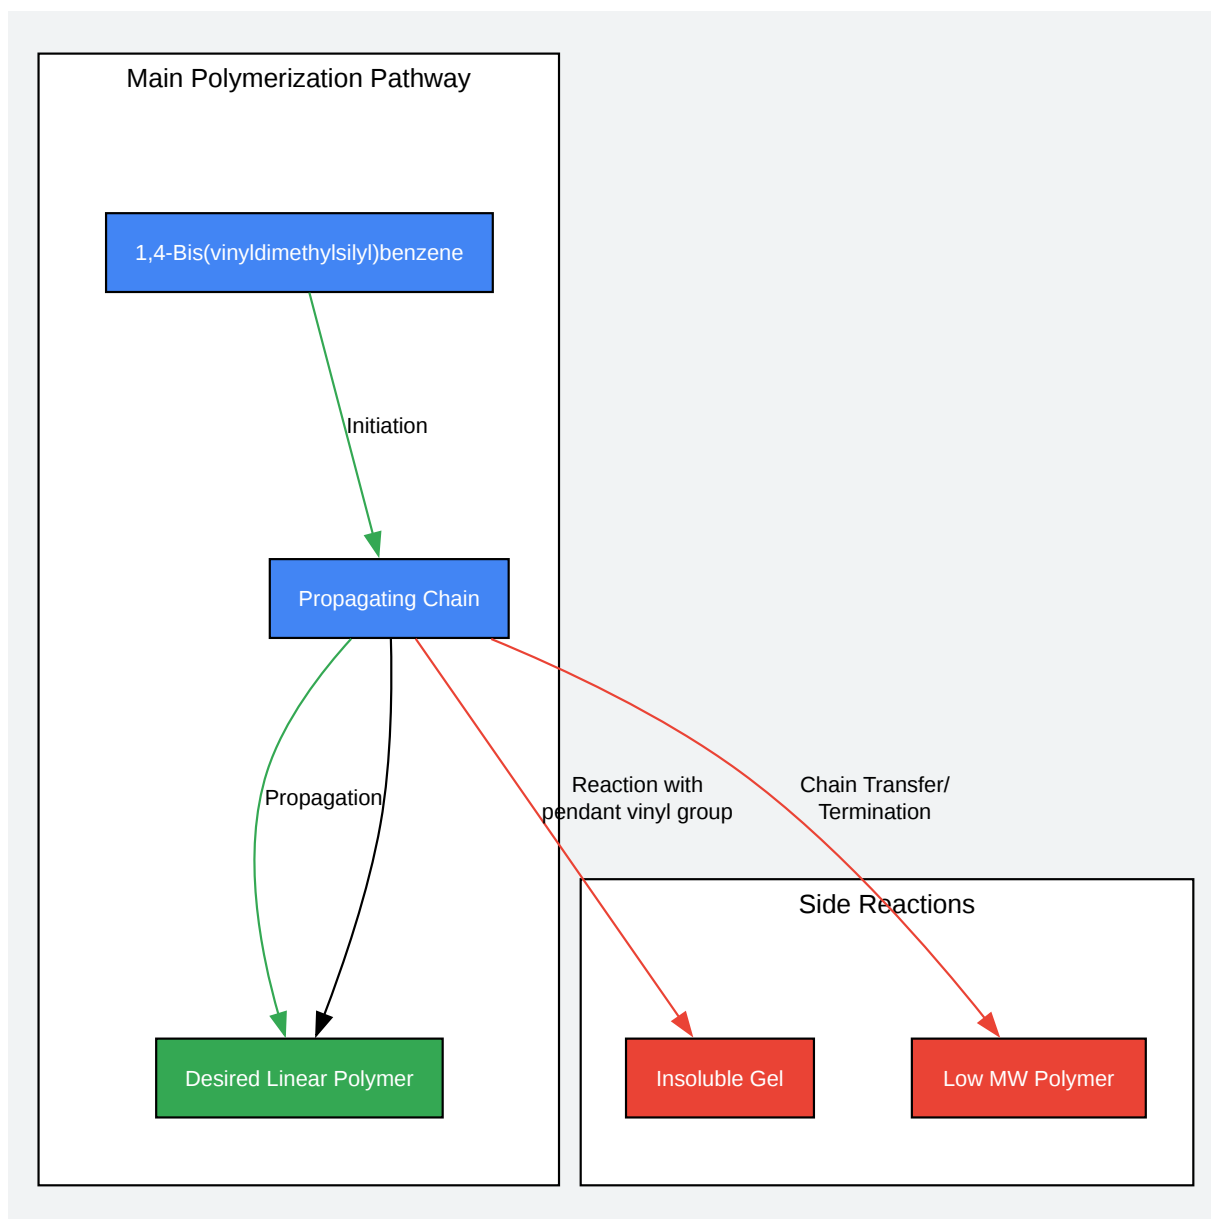 Main Polymerization Pathway
1,4-Bis(vinyldimethylsilyl)benzene
Initiation
Propagating Chain
Propagation
Reaction with
pendant vinyl group
Chain Transfer/
Termination
Side Reactions
Desired Linear Polymer
Insoluble Gel
Low MW Polymer